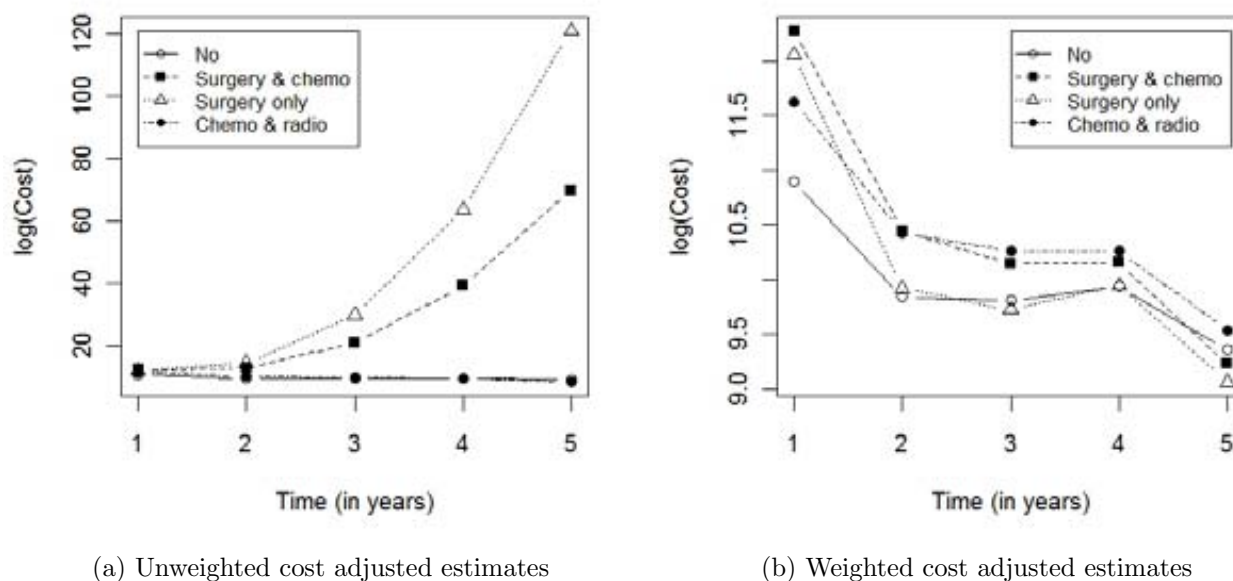 log(Cost)
120
100
80
60
40
20
No
Surgery & chemo
Surgery only
Chemo & radio
1 2 3 4 5
Time (in years)
(a) Unweighted cost adjusted estimates
log(Cost)
11.5
10.5
9.5
9.0
No
Surgery & chemo
Surgery only
Chemo & radio
1 2 3 4 5
Time (in years)
(b) Weighted cost adjusted estimates